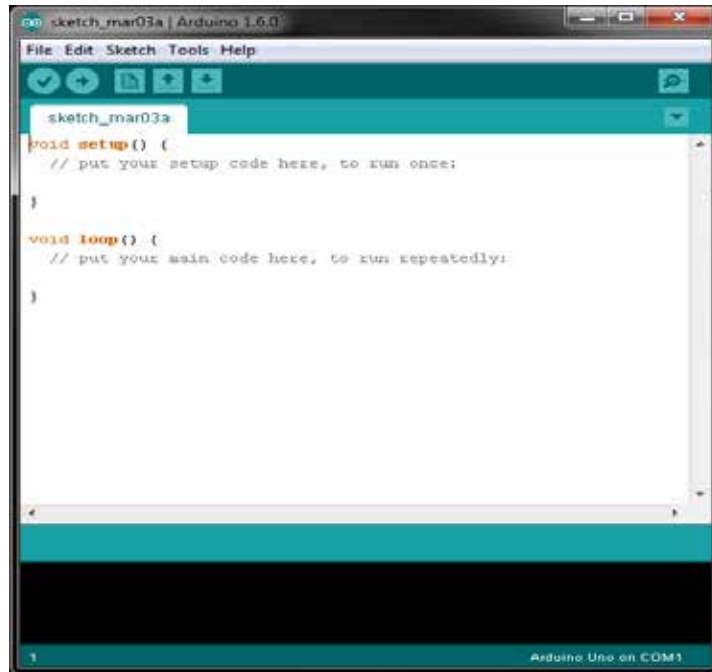 sketch_mar03a | Arduino 1.6.0
File Edit Sketch Tools Help
sketch_mar03a
void setup() {
// put your setup code here, to run once:
}
void loop() {
// put your main code here, to run repeatedly:
}
1 Arduino Uno on COM1